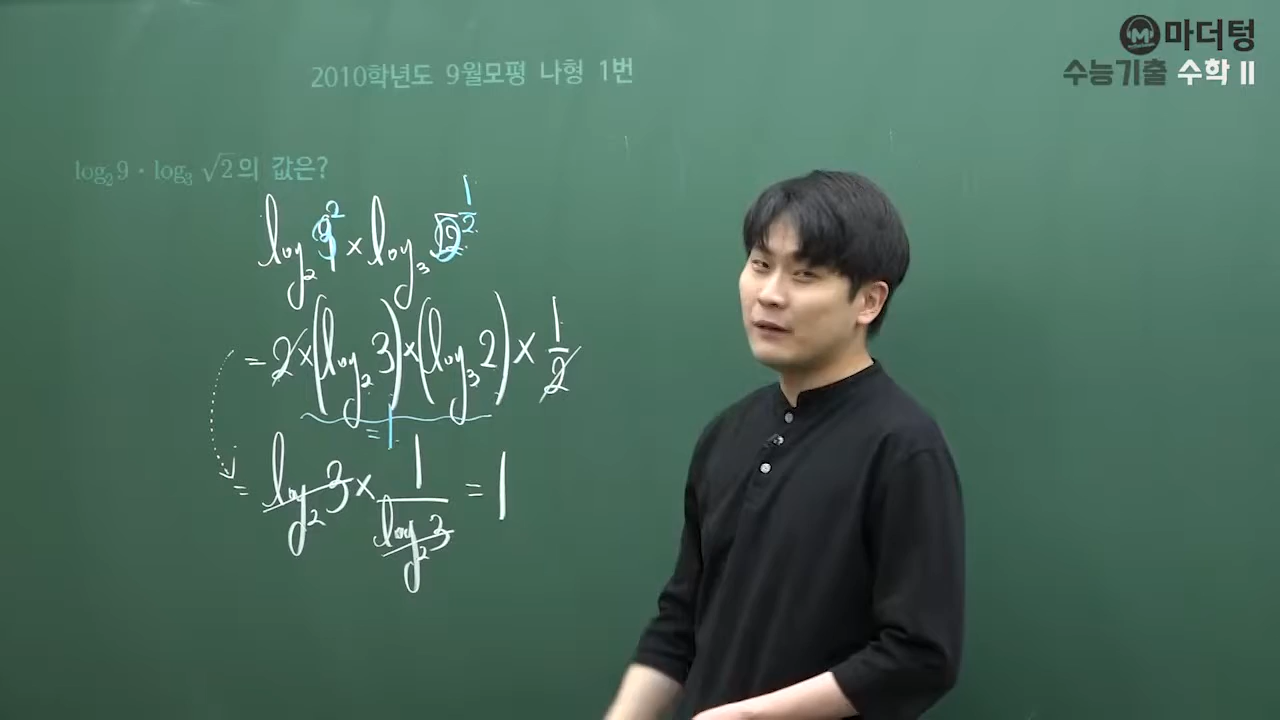 마더텅
수능기출 수학 II
2010학년도 9월모평 나형 1번
log₂9 · log₃√2의 값은?
log₂ 9 3² × log₃ √2 2^(1/2)
= 2 × (log₂ 3) × (log₃ 2) × 1/2
= 1
= log₂ 3 × 1/(log₂ 3) = 1